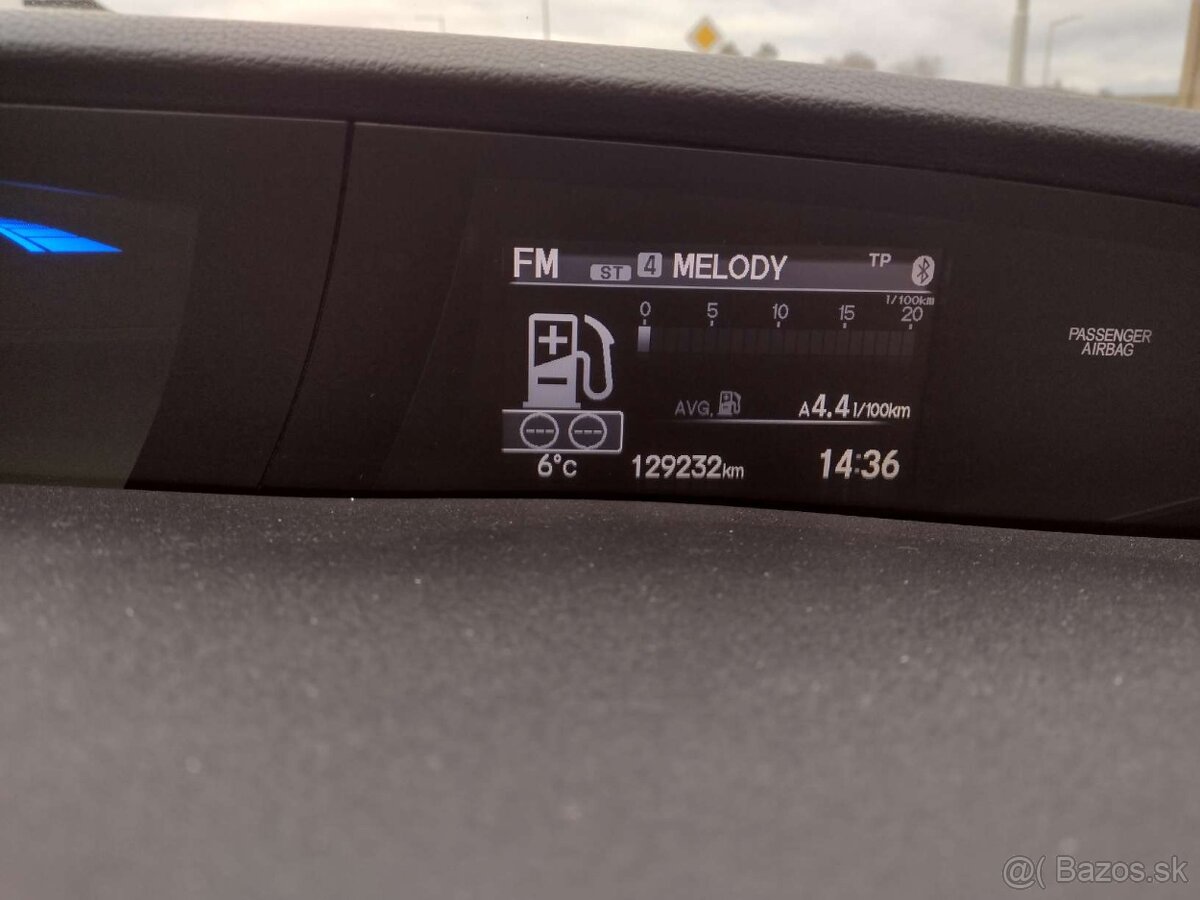 FM ST 4 MELODY TP
l/100km
0 5 10 15 20
PASSENGER
AIRBAG
AVG. A4.4 l/100km
--- ---
6°C 129232km 14:36
@( Bazos.sk